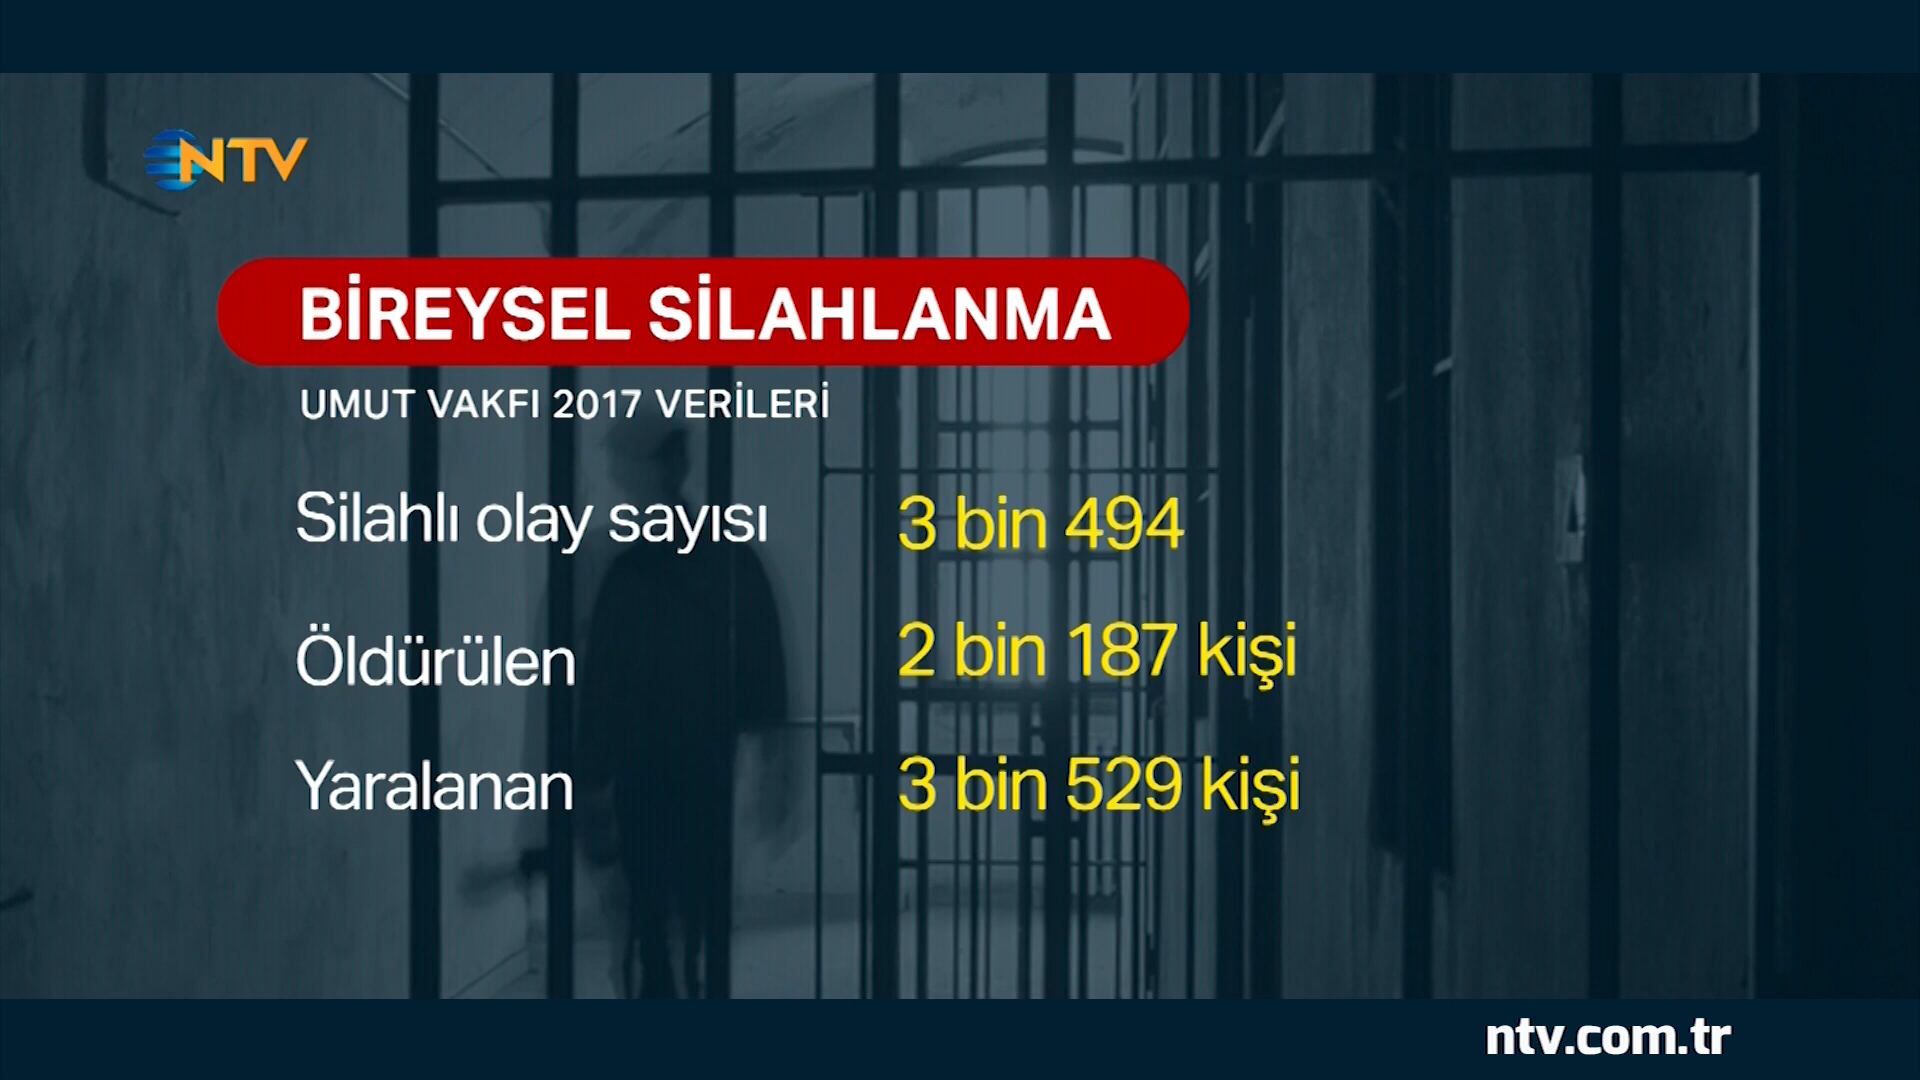 NTV
BİREYSEL SİLAHLANMA
UMUT VAKFI 2017 VERİLERİ
Silahlı olay sayısı 3 bin 494
Öldürülen 2 bin 187 kişi
Yaralanan 3 bin 529 kişi
ntv.com.tr